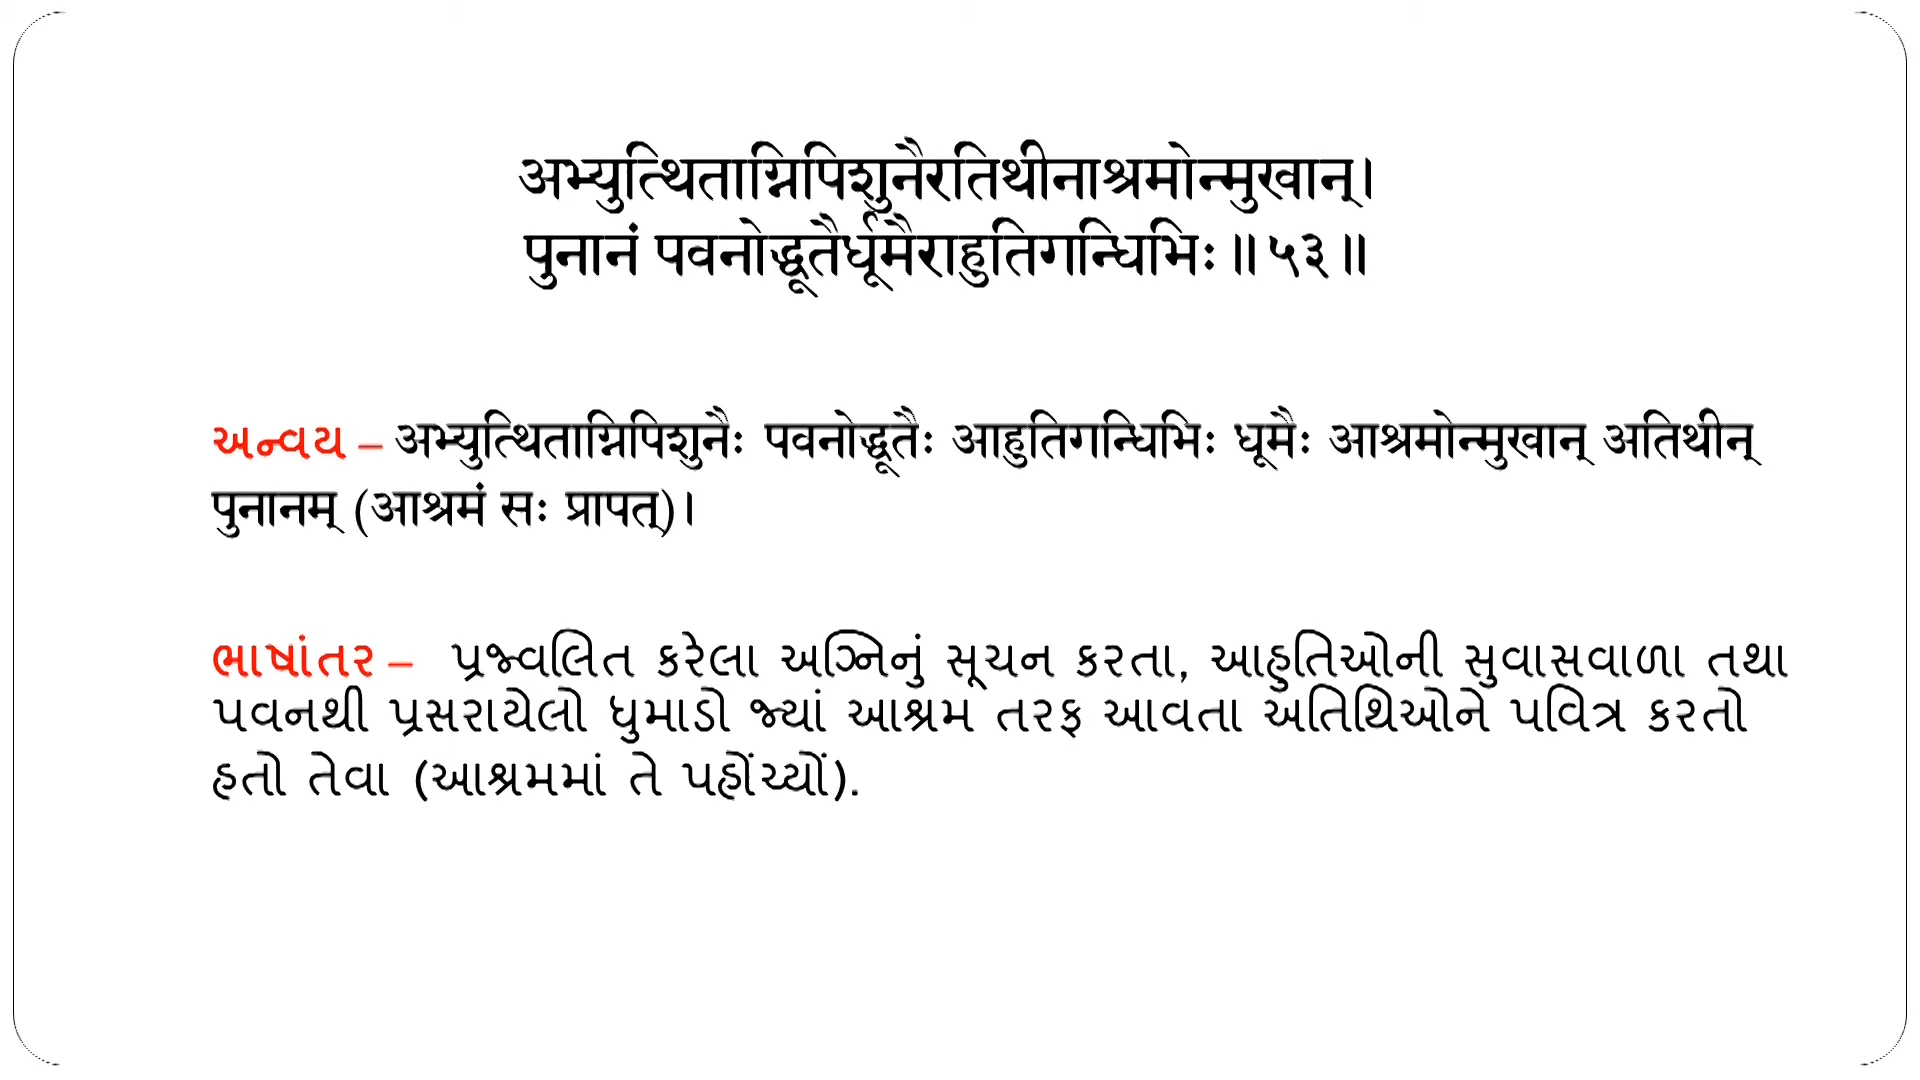 अभ्युत्थिताग्निपिशुनैरतिथीनाश्रमोन्मुखान्।
पुनानं पवनोद्धूतैर्धूमैराहुतिगन्धिभिः॥५३॥
અન્વય – अभ्युत्थिताग्निपिशुनैः पवनोद्धूतैः आहुतिगन्धिभिः धूमैः आश्रमोन्मुखान् अतिथीन्
पुनानम् (आश्रमं सः प्रापत्)।
ભાષાંતર – પ્રજ્વલિત કરેલા અગ્નિનું સૂચન કરતા, આહુતિઓની સુવાસવાળા તથા
પવનથી પ્રસરાયેલો ધુમાડો જ્યાં આશ્રમ તરફ આવતા અતિથિઓને પવિત્ર કરતો
હતો તેવા (આશ્રમમાં તે પહોંચ્યોં).